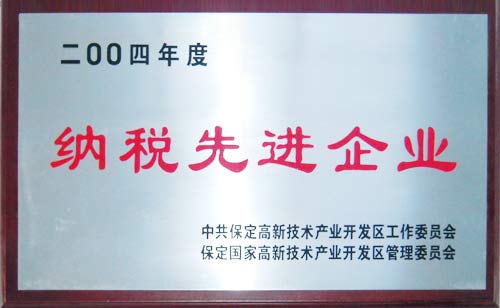 二OO四年度
纳税先进企业
中共保定高新技术产业开发区工作委员会
保定国家高新技术产业开发区管理委员会